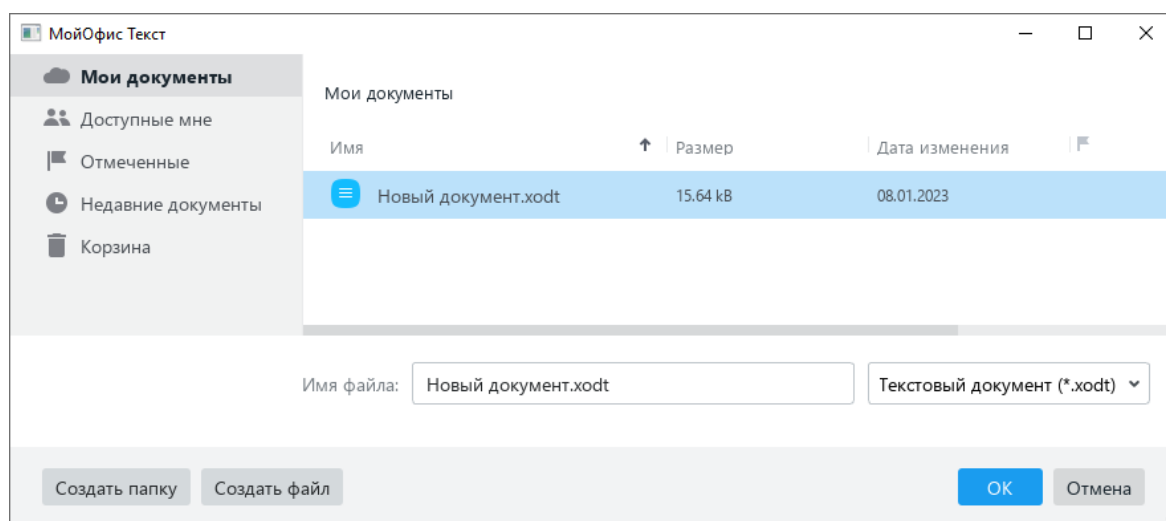 МойОфис Текст
Мои документы
Доступные мне
Отмеченные
Недавние документы
Корзина
Мои документы
Имя Размер Дата изменения
Новый документ.xodt 15.64 kB 08.01.2023
Имя файла: Новый документ.xodt Текстовый документ (*.xodt)
Создать папку Создать файл ОК Отмена